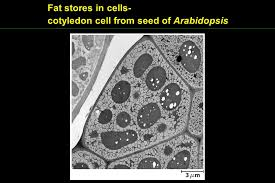 Fat stores in cells-
cotyledon cell from seed of Arabidopsis
3 μm